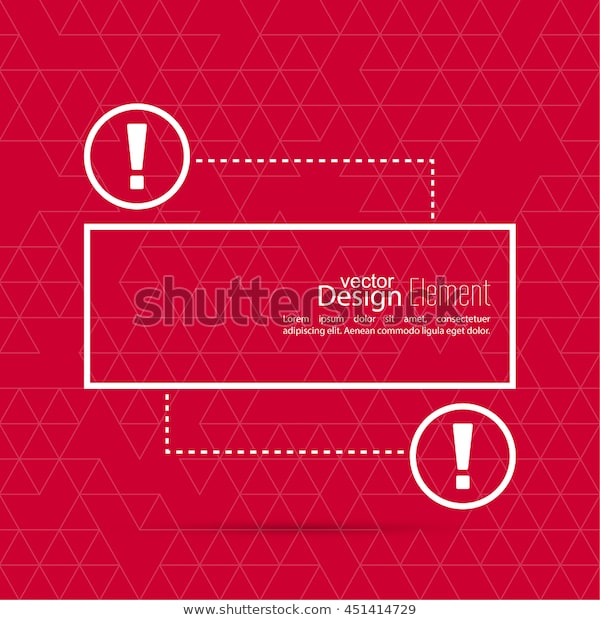 !
vector
Design Element
Lorem ipsum dolor sit amet, consectetuer
adipiscing elit. Aenean commodo ligula eget dolor.
!
shutterstock
shutterstock.com • 451414729